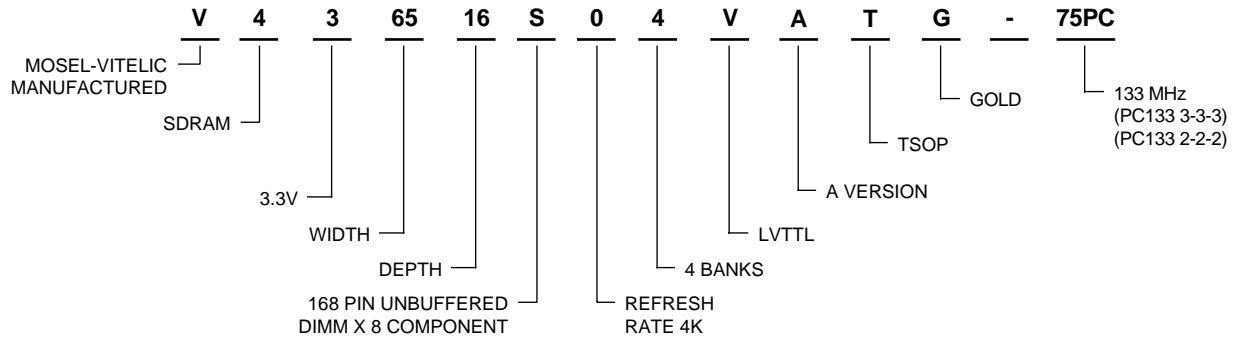 V 4 3 65 16 S 0 4 V A T G - 75PC
MOSEL-VITELIC
MANUFACTURED
SDRAM
3.3V
WIDTH
DEPTH
168 PIN UNBUFFERED
DIMM X 8 COMPONENT
REFRESH
RATE 4K
4 BANKS
LVTTL
A VERSION
TSOP
GOLD
133 MHz
(PC133 3-3-3)
(PC133 2-2-2)